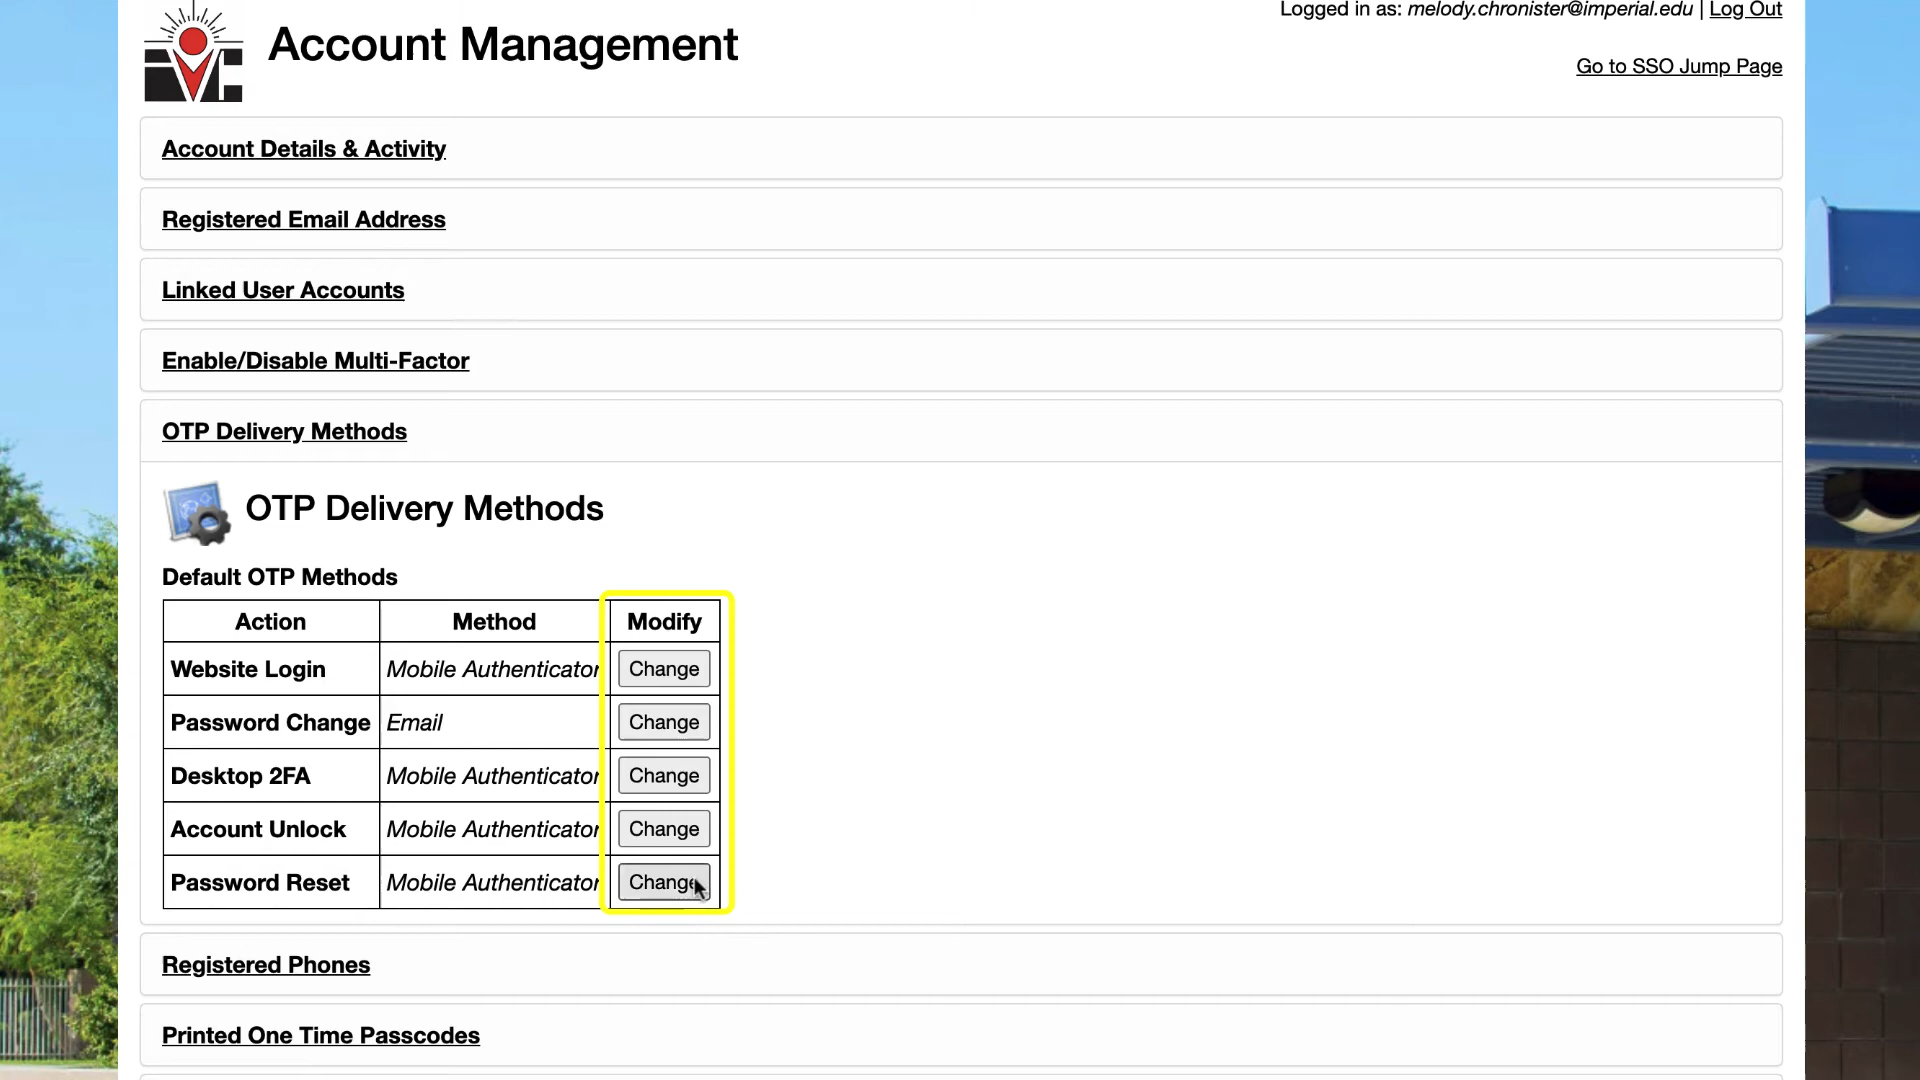 Logged in as: melody.chronister@imperial.edu | Log Out
Account Management
Go to SSO Jump Page
Account Details & Activity
Registered Email Address
Linked User Accounts
Enable/Disable Multi-Factor
OTP Delivery Methods
OTP Delivery Methods
Default OTP Methods
Action Method Modify
Website Login Mobile Authenticator Change
Password Change Email Change
Desktop 2FA Mobile Authenticator Change
Account Unlock Mobile Authenticator Change
Password Reset Mobile Authenticator Change
Registered Phones
Printed One Time Passcodes